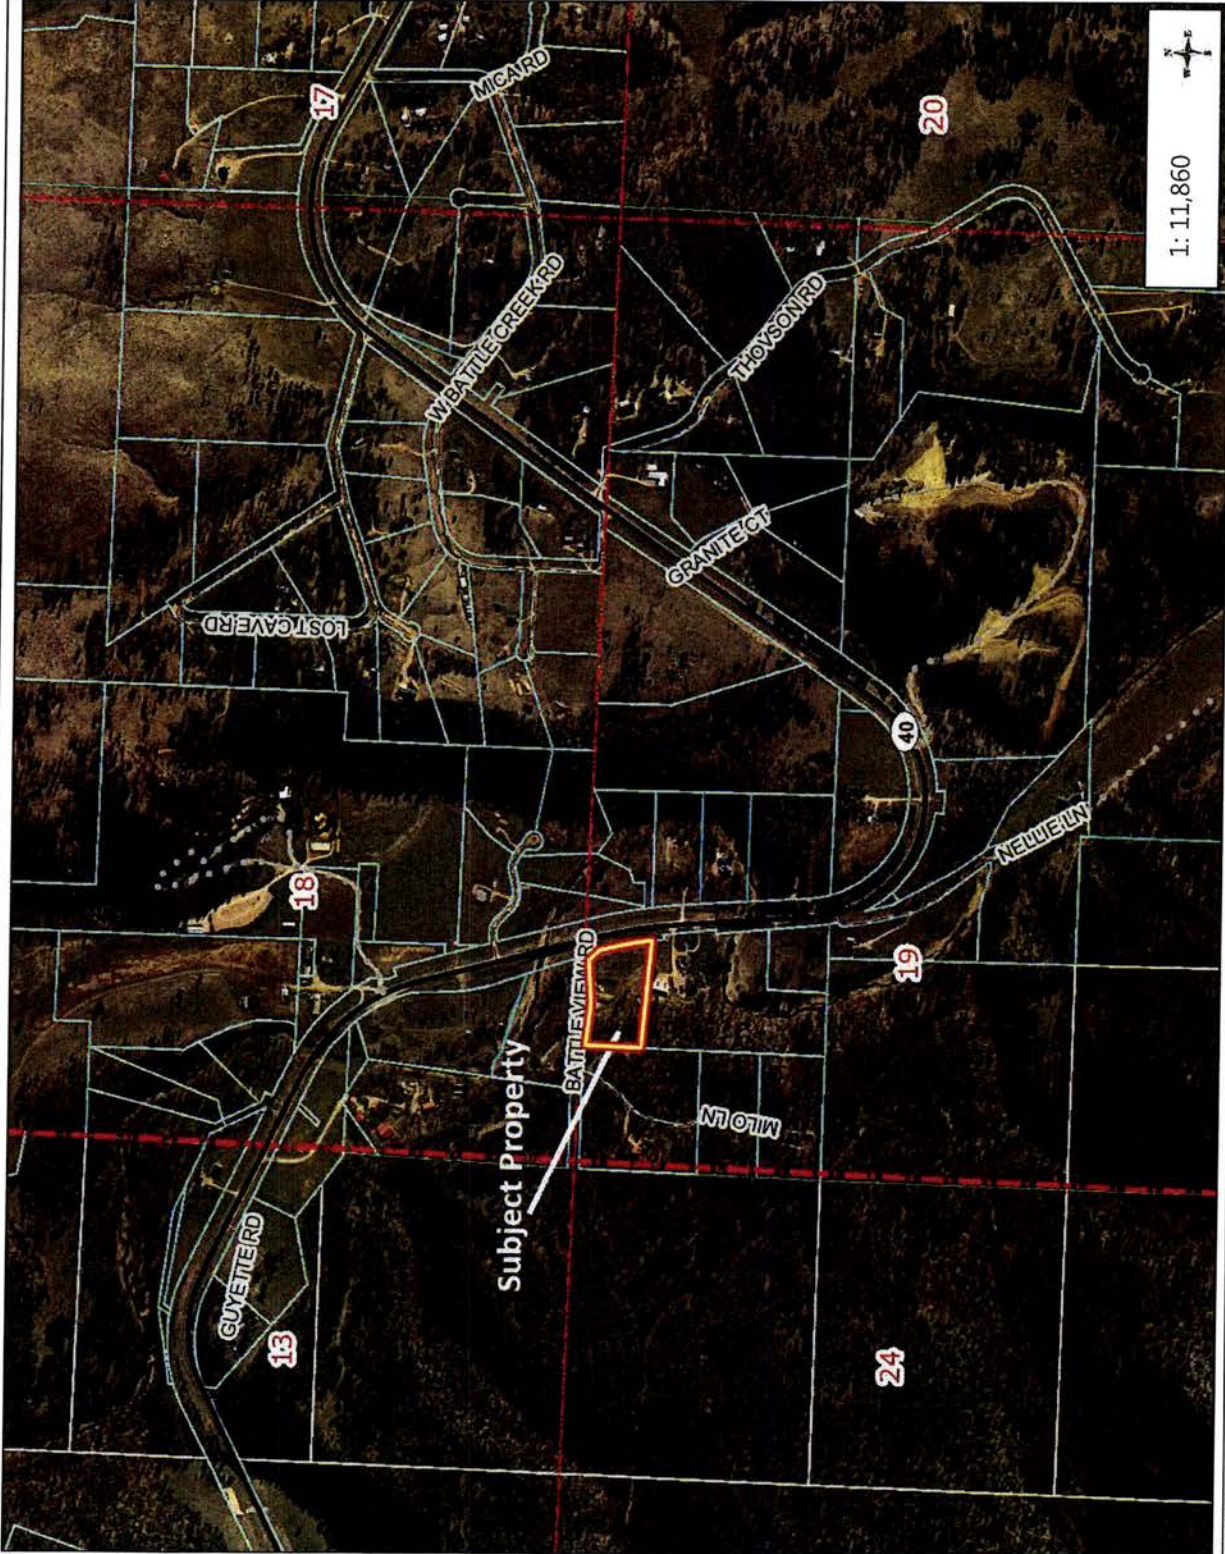 17
MICA RD
20
1: 11,860
N
W
E
S
W BATTLE CREEK RD
THOVSON RD
LOST CAVE RD
GRANITE CT
40
18
NELLIE LN
19
BATTLEVIEW RD
Subject Property
MILO LN
GUYETTE RD
13
24